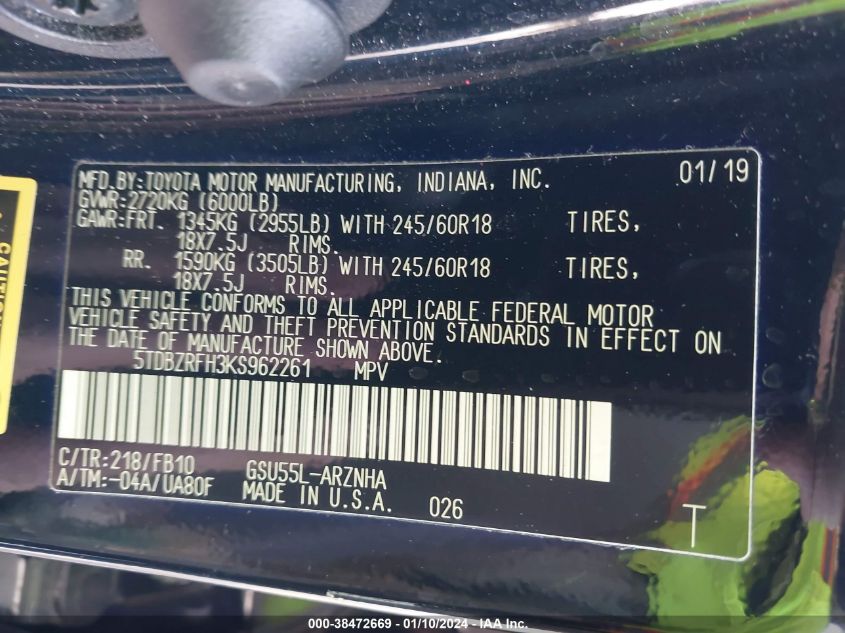 MFD.BY:TOYOTA MOTOR MANUFACTURING, INDIANA, INC. 01/19
GVWR:2720KG (6000LB)
GAWR:FRT. 1345KG (2955LB) WITH 245/60R18 TIRES,
18X7.5J RIMS.
RR. 1590KG (3505LB) WITH 245/60R18 TIRES,
18X7.5J RIMS.
THIS VEHICLE CONFORMS TO ALL APPLICABLE FEDERAL MOTOR
VEHICLE SAFETY AND THEFT PREVENTION STANDARDS IN EFFECT ON
THE DATE OF MANUFACTURE SHOWN ABOVE.
5TDBZRFH3KS962261 MPV
C/TR:218/FB10 GSU55L-ARZNHA
A/TM:-04A/UA80F MADE IN U.S.A. 026
T
000-38472669 - 01/10/2024 - IAA Inc.